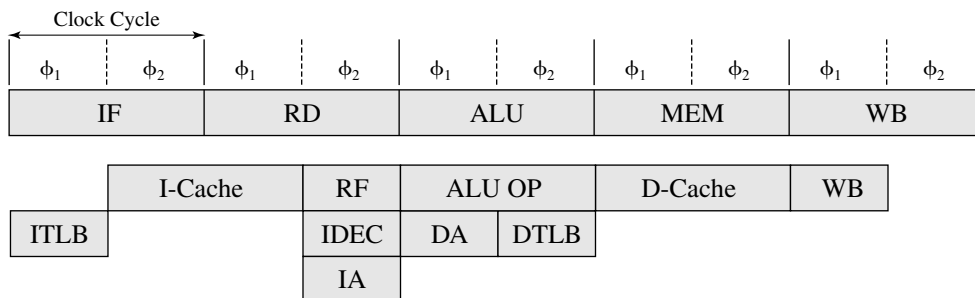 Clock Cycle
ϕ1 ϕ2 ϕ1 ϕ2 ϕ1 ϕ2 ϕ1 ϕ2 ϕ1 ϕ2
IF RD ALU MEM WB
I-Cache RF ALU OP D-Cache WB
ITLB IDEC DA DTLB
IA